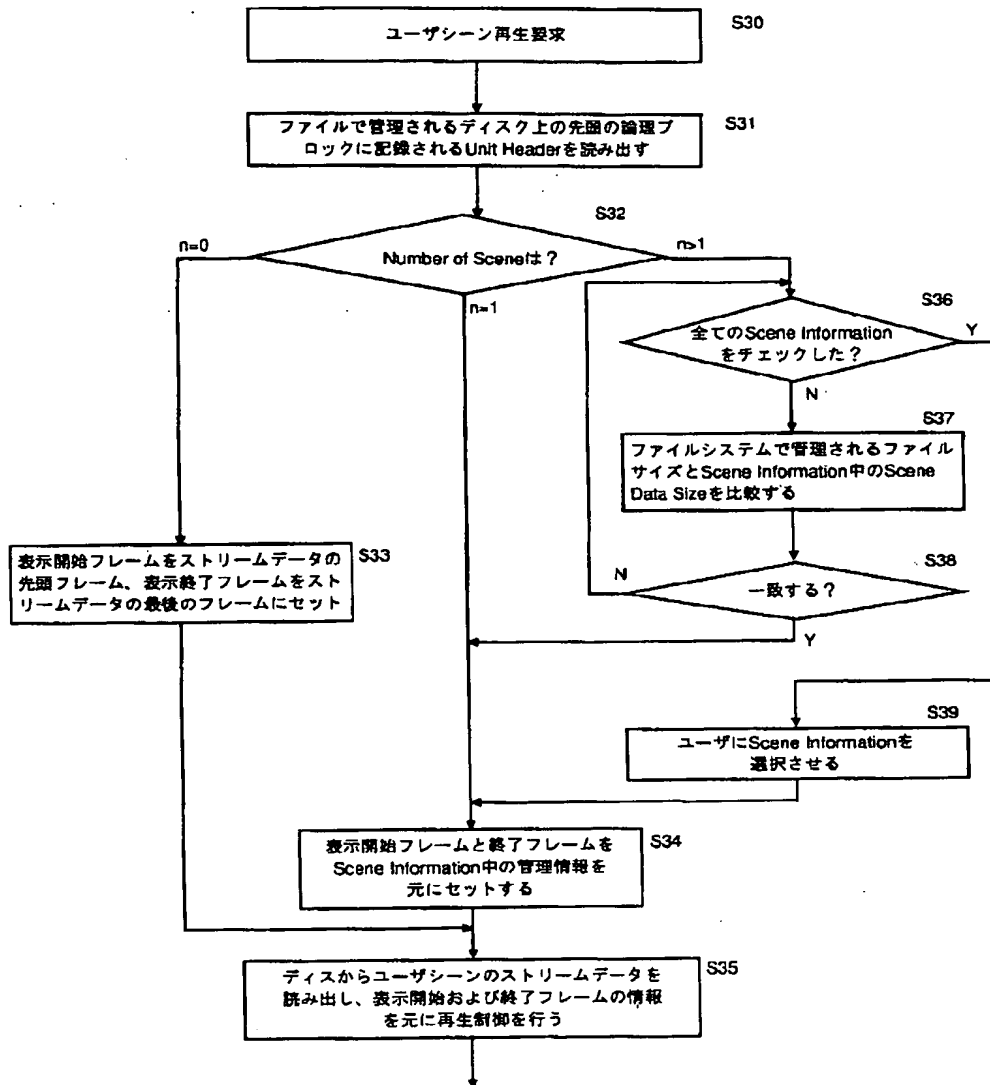 S30
ユーザシーン再生要求
S31
ファイルで管理されるディスク上の先頭の論理ブ
ロックに記録されるUnit Headerを読み出す
S32
n=0
Number of Sceneは？
n>1
n=1
S36
全てのScene Information
をチェックした？
Y
N
S37
ファイルシステムで管理されるファイル
サイズとScene Information中のScene
Data Sizeを比較する
S38
N
一致する？
Y
S33
表示開始フレームをストリームデータの
先頭フレーム、表示終了フレームをスト
リームデータの最後のフレームにセット
S39
ユーザにScene Informationを
選択させる
S34
表示開始フレームと終了フレームを
Scene Information中の管理情報を
元にセットする
S35
ディスからユーザシーンのストリームデータを
読み出し、表示開始および終了フレームの情報
を元に再生制御を行う